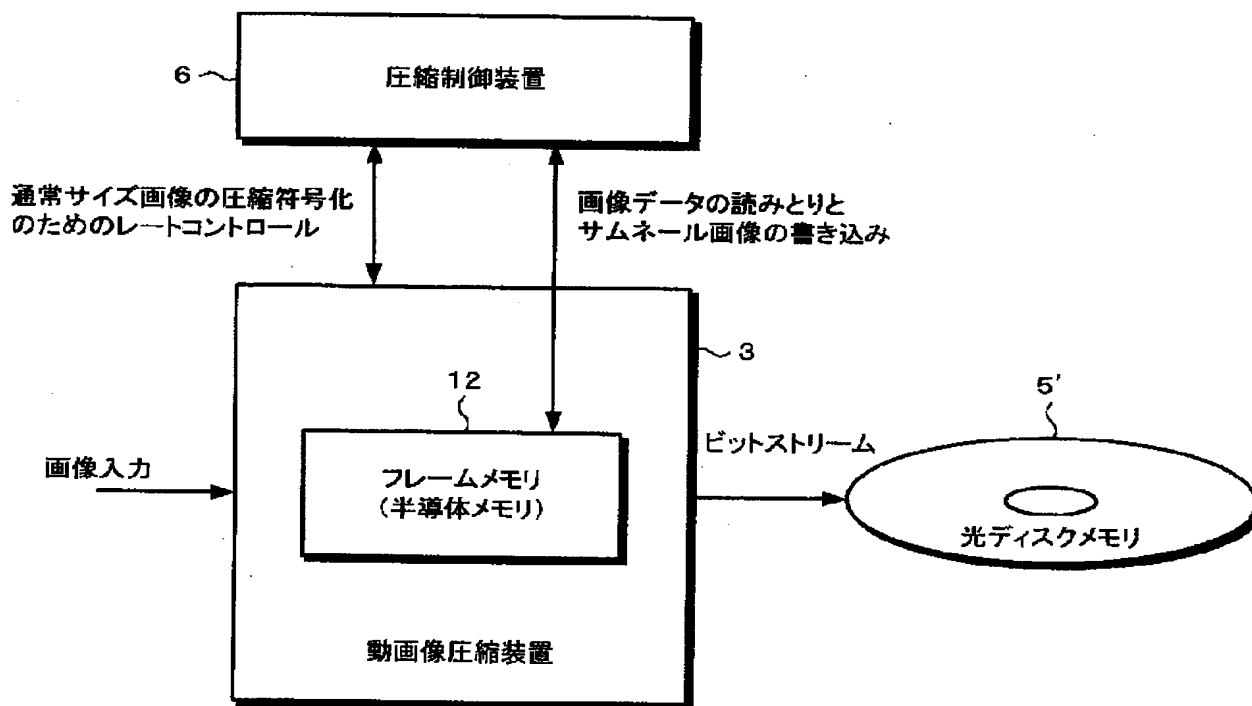 6
圧縮制御装置
通常サイズ画像の圧縮符号化
のためのレートコントロール
画像データの読みとりと
サムネール画像の書き込み
3
12
5'
画像入力
フレームメモリ
(半導体メモリ)
ビットストリーム
光ディスクメモリ
動画像圧縮装置